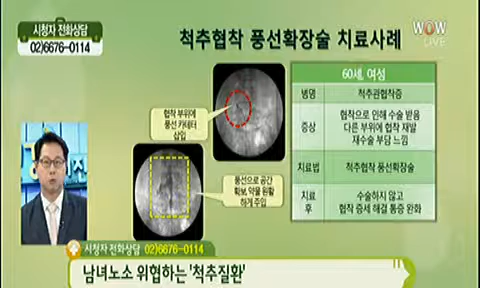 시청자 전화상담
02)6676-0114
척추협착 풍선확장술 치료사례
WOW
LIVE
60세, 여성
병명
척추관협착증
증상
협착으로 인해 수술 받음
다른 부위에 협착 재발
재수술 부담 느낌
치료법
척추협착 풍선확장술
치료
후
수술하지 않고
협착 증세 해결 통증 완화
협착 부위에
풍선 카테터
삽입
풍선으로 공간
확보, 약물 원활
하게 주입
시청자 전화상담 02)6676-0114
남녀노소 위협하는 '척추질환'